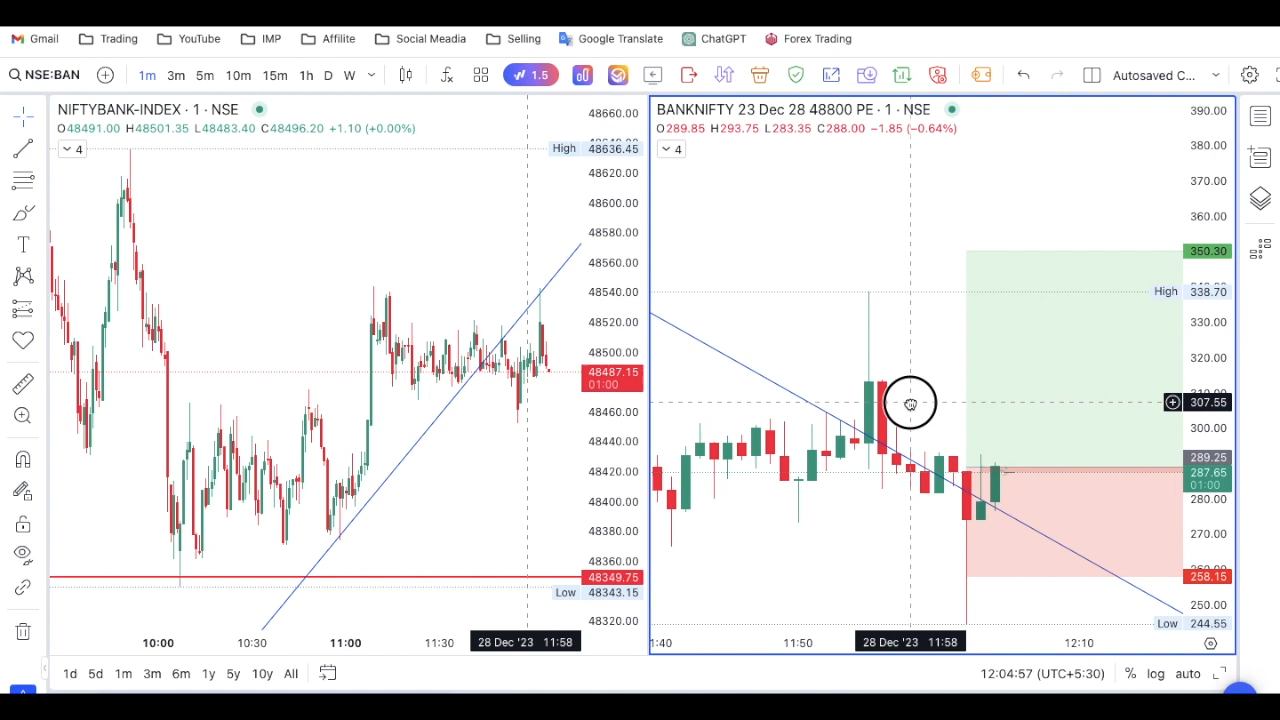 Gmail Trading YouTube IMP Affilite Social Meadia Selling Google Translate ChatGPT Forex Trading
NSE:BAN 1m 3m 5m 10m 15m 1h D W 1.5 Autosaved C...
NIFTYBANK-INDEX · 1 · NSE
O48491.00 H48501.35 L48483.40 C48496.20 +1.10 (+0.00%)
4
48660.00
High 48636.45
48620.00
48600.00
48580.00
48560.00
48540.00
48520.00
48500.00
48487.15
01:00
48460.00
48440.00
48420.00
48400.00
48380.00
48360.00
48349.75
Low 48343.15
48320.00
10:00 10:30 11:00 11:30 28 Dec '23 11:58
BANKNIFTY 23 Dec 28 48800 PE · 1 · NSE
O289.85 H293.75 L283.35 C288.00 −1.85 (−0.64%)
4
390.00
380.00
370.00
360.00
350.30
High 338.70
330.00
320.00
307.55
300.00
289.25
287.65
01:00
280.00
270.00
258.15
250.00
Low 244.55
1:40 11:50 28 Dec '23 11:58 12:10
1d 5d 1m 3m 6m 1y 5y 10y All 12:04:57 (UTC+5:30) % log auto